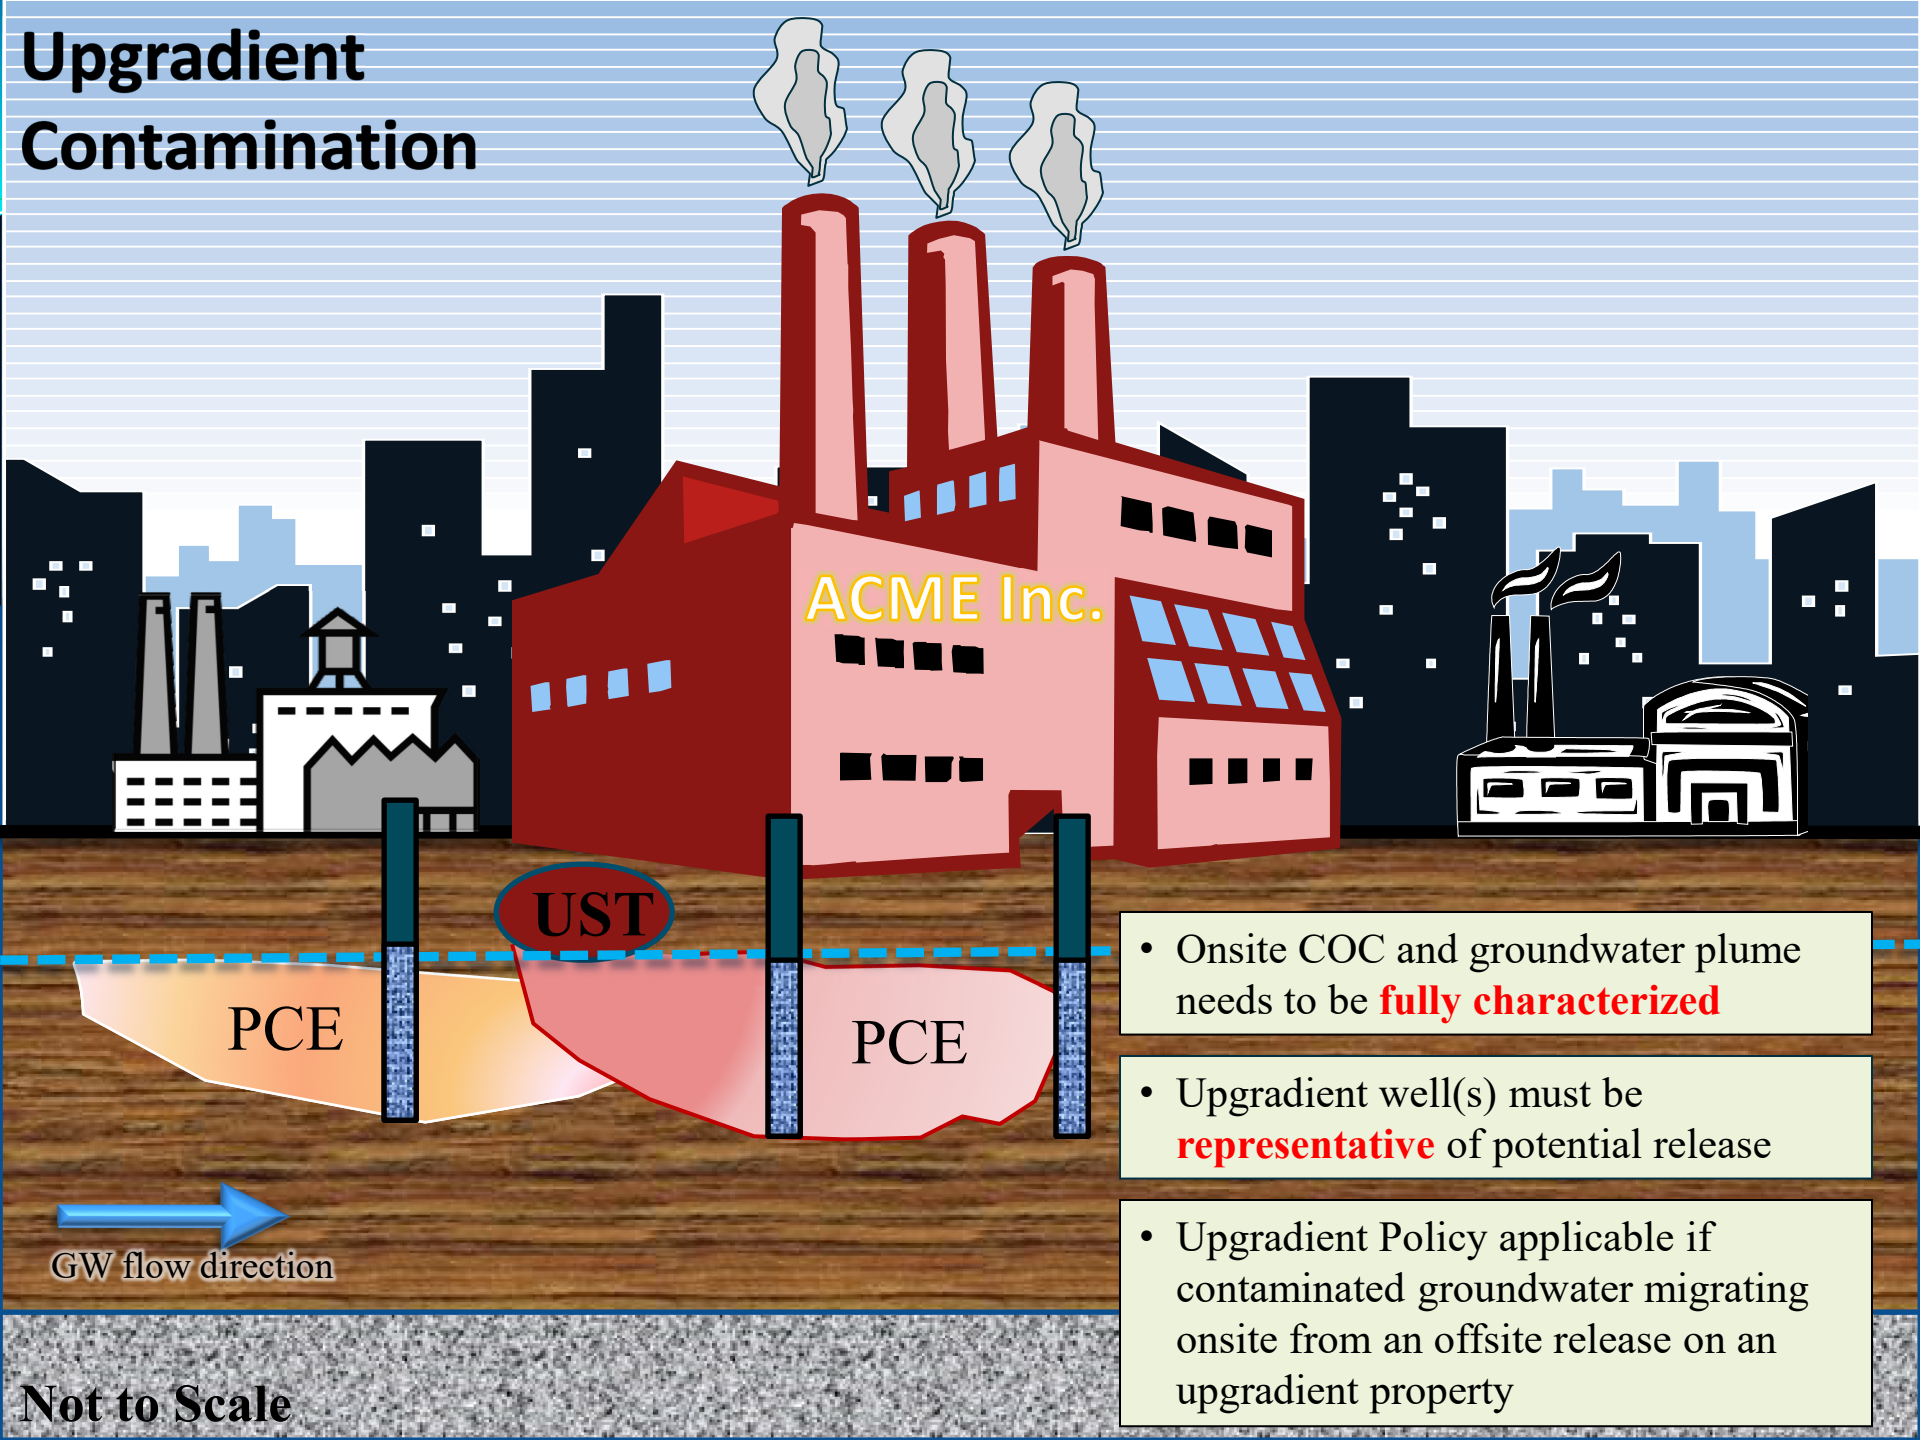 Upgradient
Contamination
ACME Inc.
UST
PCE
PCE
• Onsite COC and groundwater plume
needs to be fully characterized
• Upgradient well(s) must be
representative of potential release
• Upgradient Policy applicable if
contaminated groundwater migrating
onsite from an offsite release on an
upgradient property
GW flow direction
Not to Scale